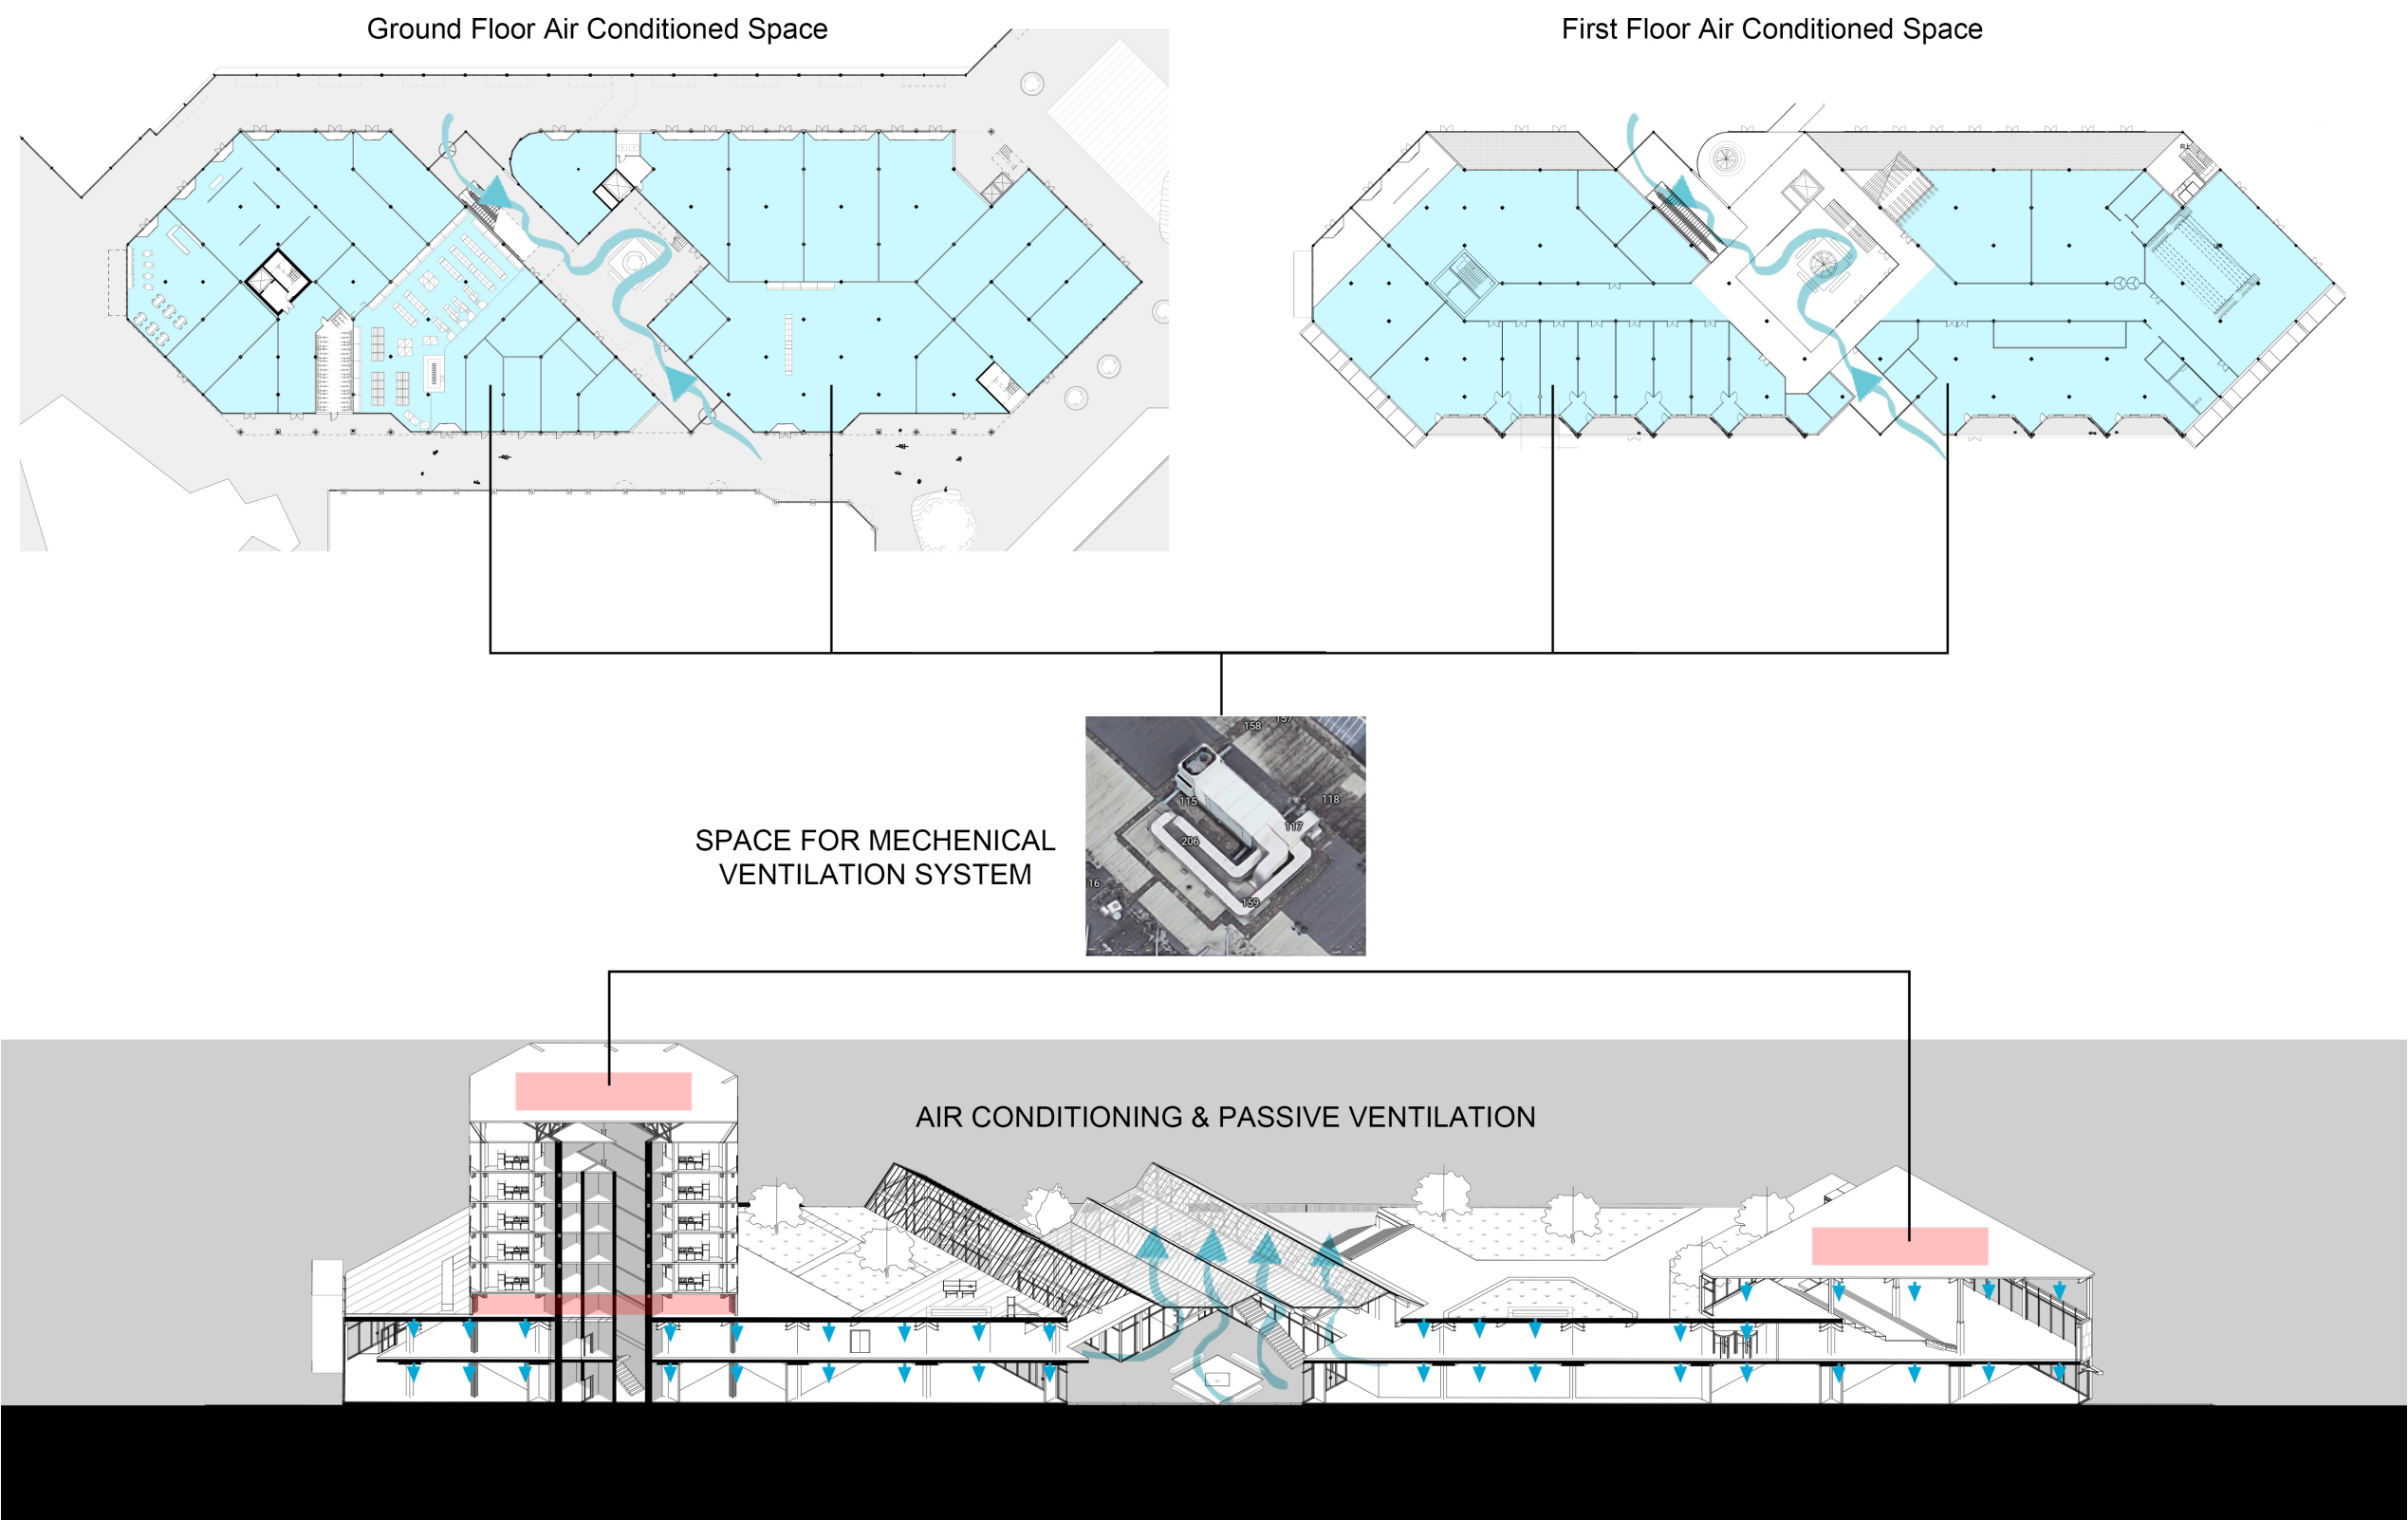 Ground Floor Air Conditioned Space
First Floor Air Conditioned Space
158
157
115
118
117
206
16
159
SPACE FOR MECHENICAL
VENTILATION SYSTEM
AIR CONDITIONING & PASSIVE VENTILATION